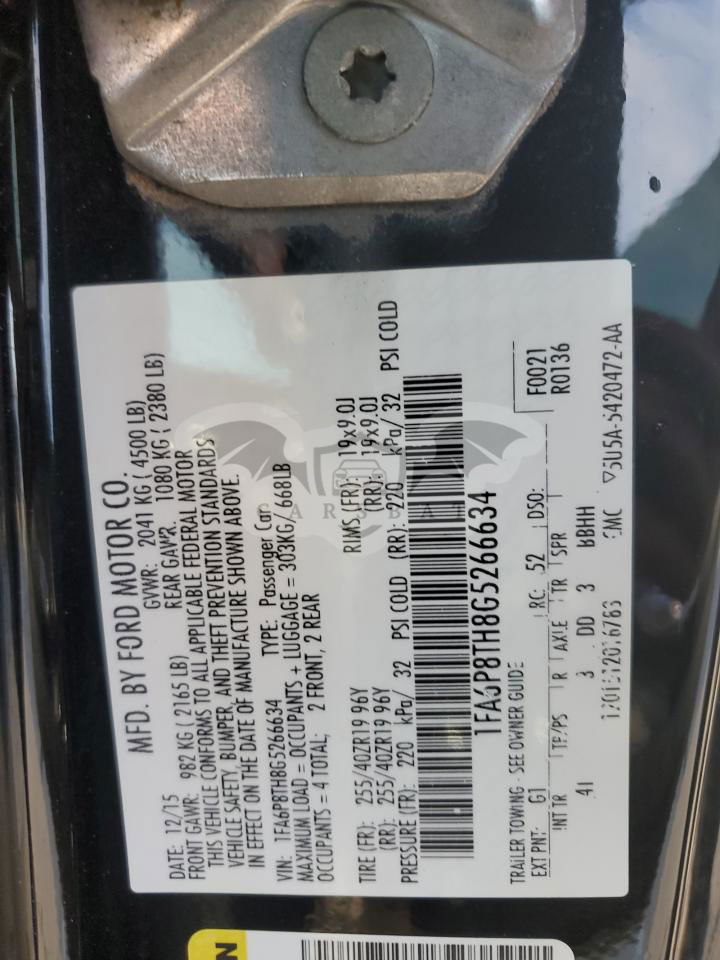 MFD. BY FORD MOTOR CO.
DATE: 12/15 GVWR: 2041 KG ( 4500 LB)
FRONT GAWR: 982 KG ( 2165 LB) REAR GAWR: 1080 KG ( 2380 LB)
THIS VEHICLE CONFORMS TO ALL APPLICABLE FEDERAL MOTOR
VEHICLE SAFETY, BUMPER, AND THEFT PREVENTION STANDARDS
IN EFFECT ON THE DATE OF MANUFACTURE SHOWN ABOVE.
VIN: 1FA6P8TH8G5266634 TYPE: Passenger Car
MAXIMUM LOAD = OCCUPANTS + LUGGAGE = 303KG/ 668LB
OCCUPANTS = 4 TOTAL; 2 FRONT, 2 REAR
TIRE (FR): 255/40ZR19 96Y RIMS (FR): 19x9.0J
(RR): 255/40ZR19 96Y (RR): 19x9.0J
PRESSURE (FR): 220 kPa/ 32 PSI COLD (RR): 220 kPa/ 32 PSI COLD
1FA6P8TH8G5266634
TRAILER TOWING - SEE OWNER GUIDE F0021
EXT PNT: G1 RC: 52 DSO: R0136
INT TR TP/PS R AXLE TR SPR
4I 3 DD 3 BBHH
5U5A-5420472-AA
CARSBAT
N